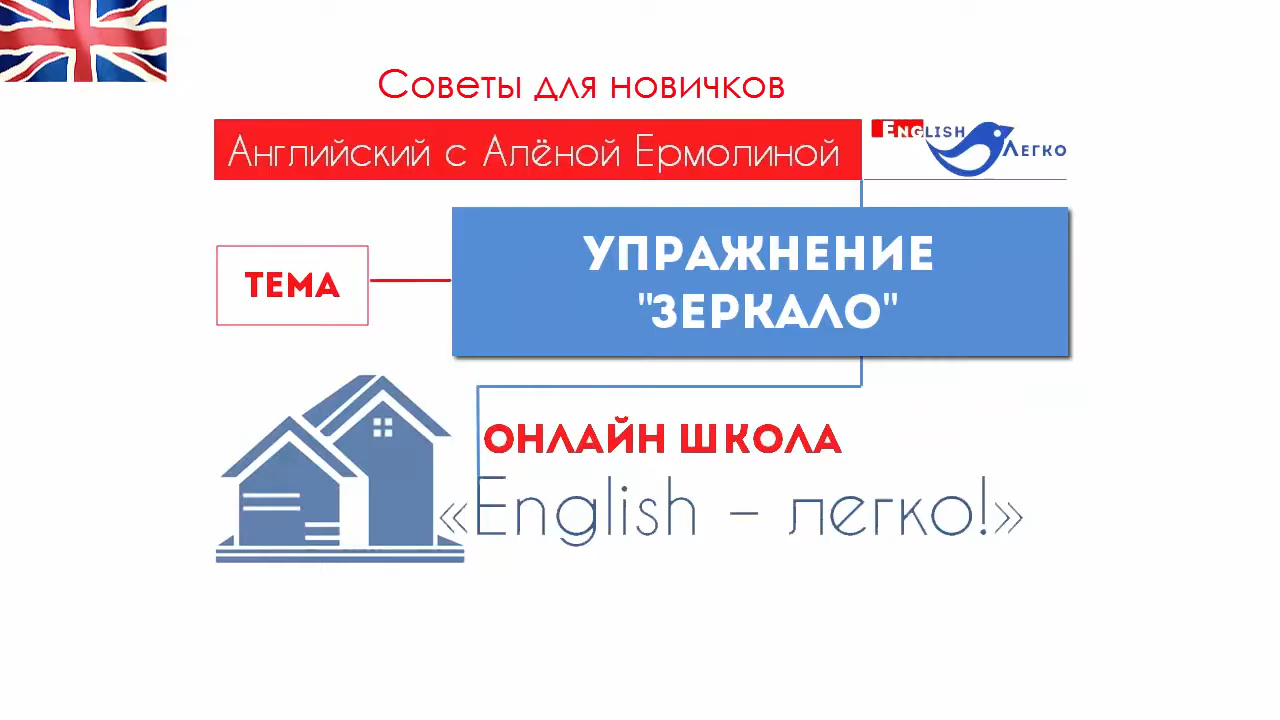 Советы для новичков
Английский с Алёной Ермолиной
English
Легко
ТЕМА
УПРАЖНЕНИЕ
"ЗЕРКАЛО"
ОНЛАЙН ШКОЛА
«English – легко!»